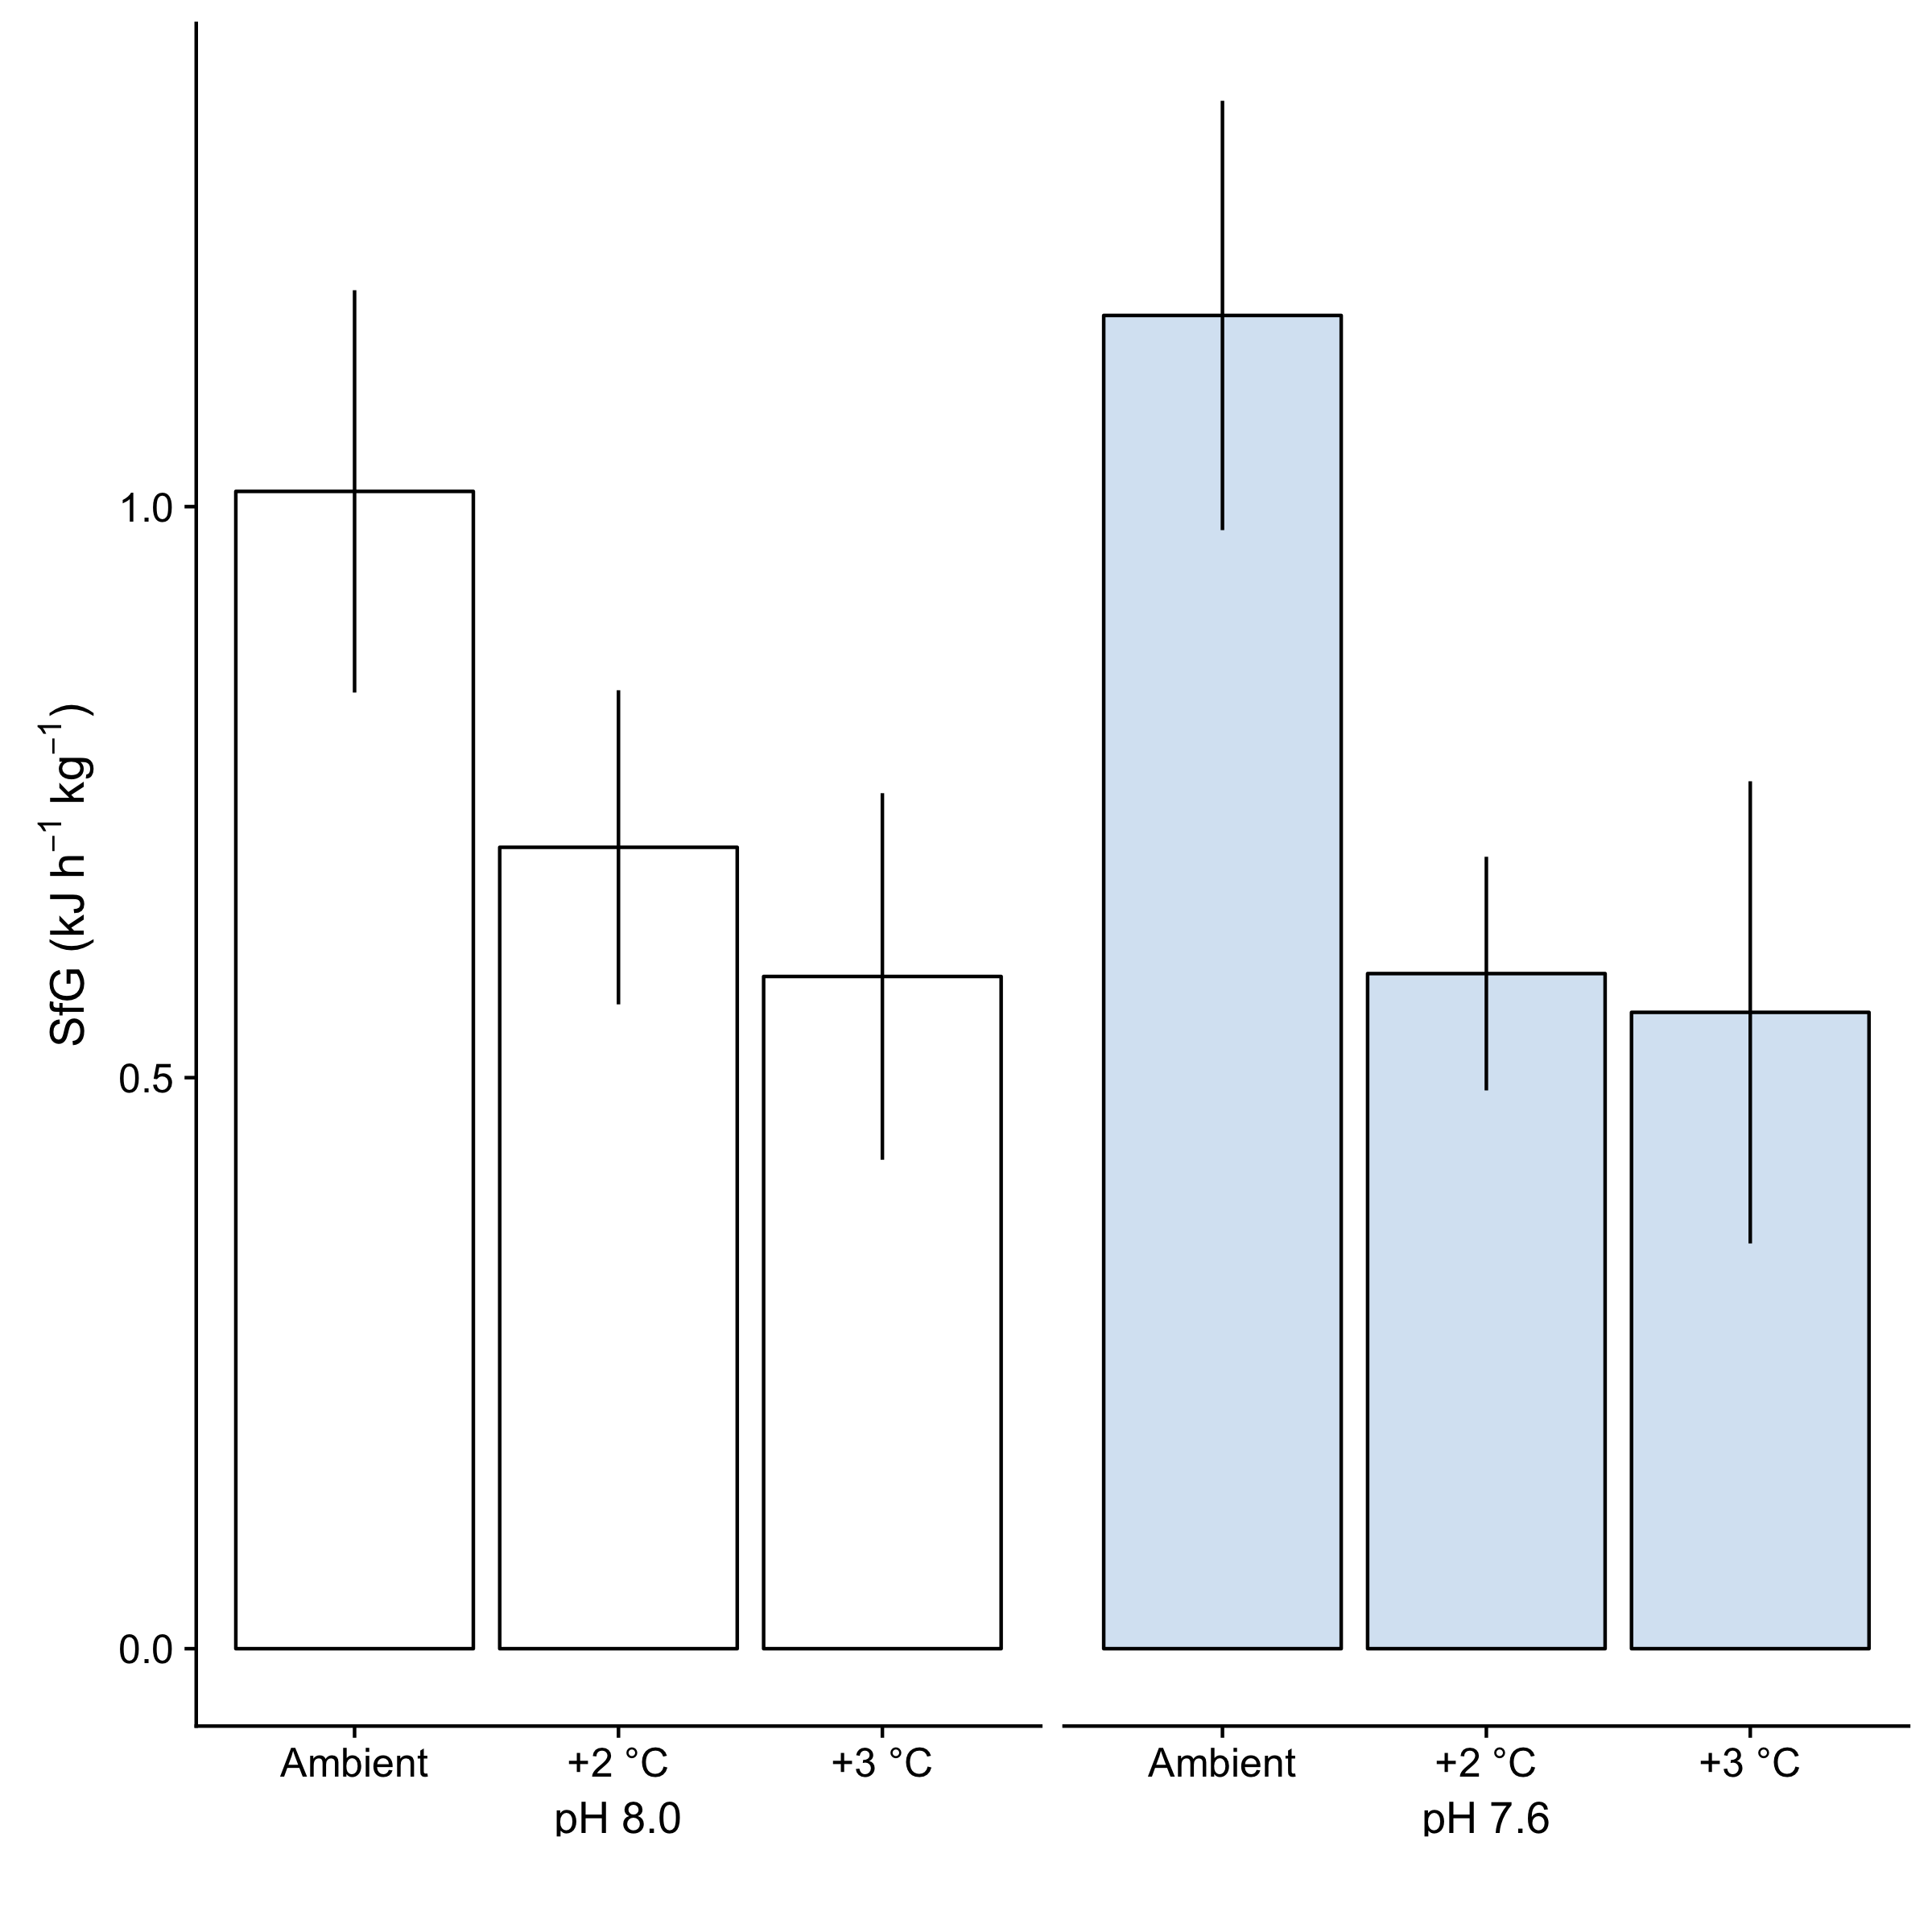 SfG (kJ h⁻¹ kg⁻¹)
1.0
0.5
0.0
Ambient +2 °C +3 °C Ambient +2 °C +3 °C
pH 8.0 pH 7.6